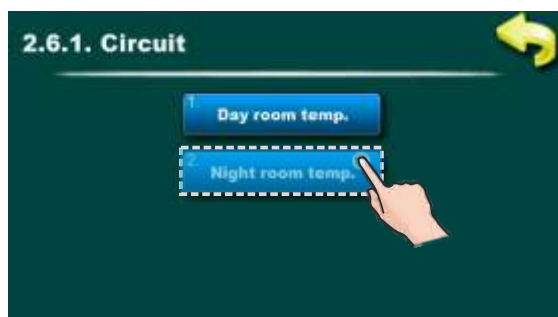 2.6.1. Circuit
1.
Day room temp.
2.
Night room temp.